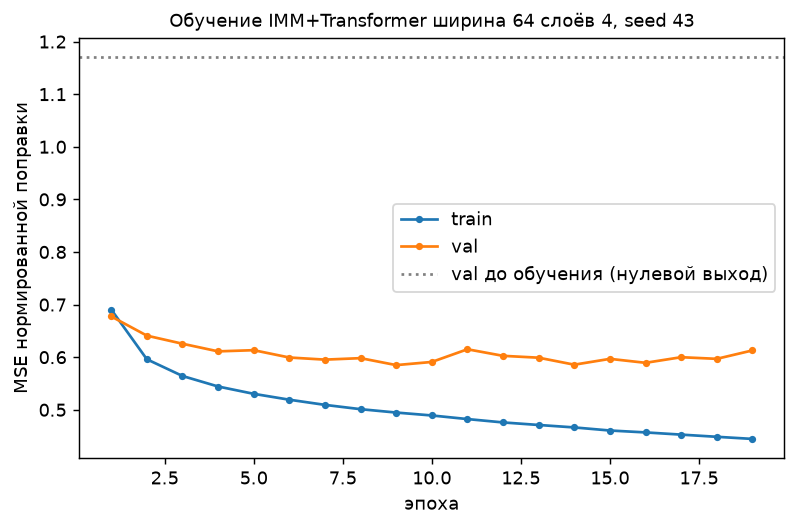 Обучение IMM+Transformer ширина 64 слоёв 4, seed 43
MSE нормированной поправки
1.2
1.1
1.0
0.9
0.8
0.7
0.6
0.5
train
val
val до обучения (нулевой выход)
2.5 5.0 7.5 10.0 12.5 15.0 17.5
эпоха